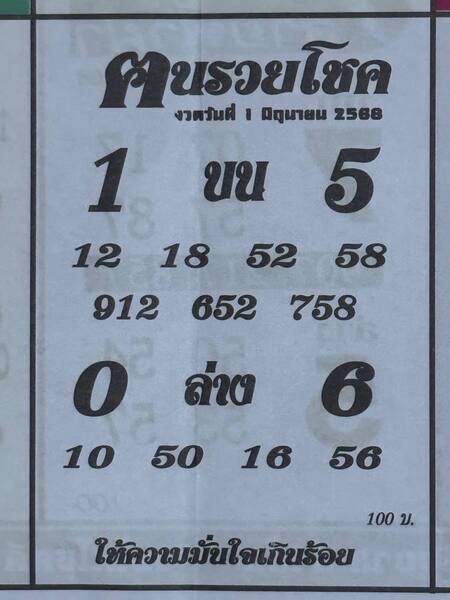 ฅนรวยโชค
งวดวันที่ 1 มิถุนายน 2568
1 บน 5
12 18 52 58
912 652 758
0 ล่าง 6
10 50 16 56
100 บ.
ให้ความมั่นใจเกินร้อย